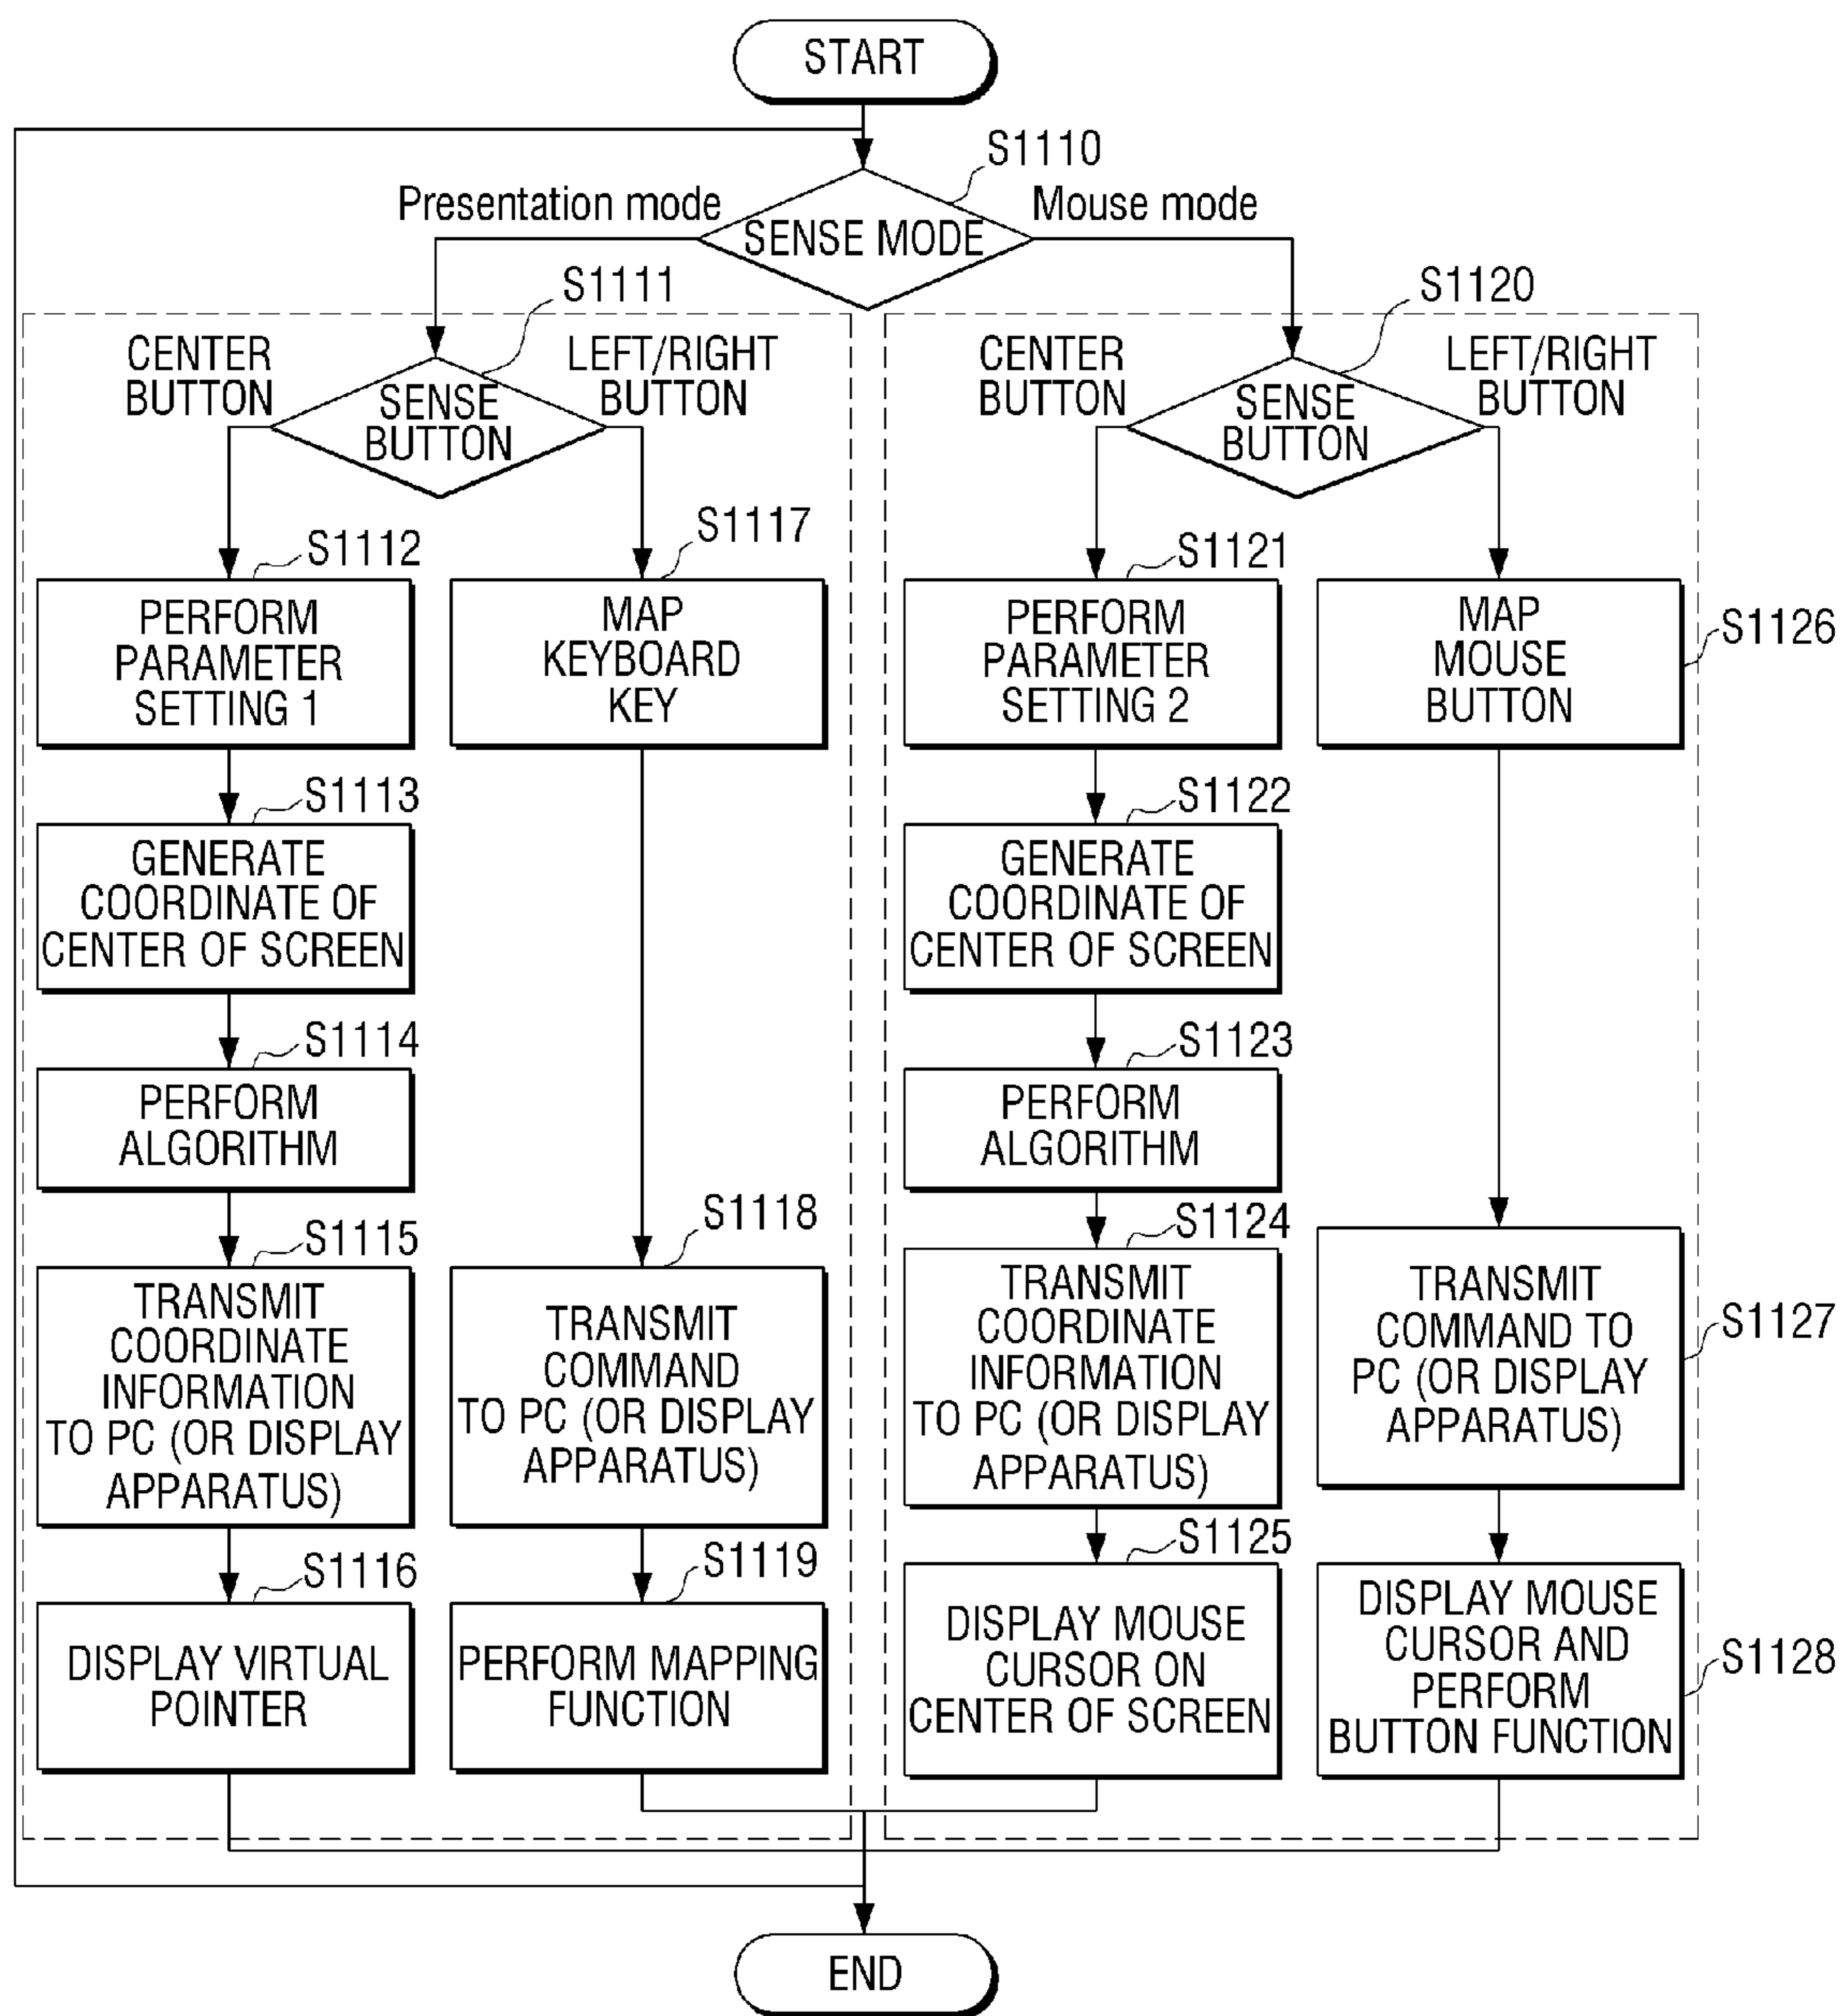 START
S1110
Presentation mode
SENSE MODE
Mouse mode
S1111
CENTER
BUTTON
SENSE
BUTTON
LEFT/RIGHT
BUTTON
S1112
PERFORM
PARAMETER
SETTING 1
S1113
GENERATE
COORDINATE OF
CENTER OF SCREEN
S1114
PERFORM
ALGORITHM
S1115
TRANSMIT
COORDINATE
INFORMATION
TO PC (OR DISPLAY
APPARATUS)
S1116
DISPLAY VIRTUAL
POINTER
S1117
MAP
KEYBOARD
KEY
S1118
TRANSMIT
COMMAND
TO PC (OR DISPLAY
APPARATUS)
S1119
PERFORM MAPPING
FUNCTION
S1120
CENTER
BUTTON
SENSE
BUTTON
LEFT/RIGHT
BUTTON
S1121
PERFORM
PARAMETER
SETTING 2
S1122
GENERATE
COORDINATE OF
CENTER OF SCREEN
S1123
PERFORM
ALGORITHM
S1124
TRANSMIT
COORDINATE
INFORMATION
TO PC (OR DISPLAY
APPARATUS)
S1125
DISPLAY MOUSE
CURSOR ON
CENTER OF SCREEN
MAP
MOUSE
BUTTON
S1126
TRANSMIT
COMMAND TO
PC (OR DISPLAY
APPARATUS)
S1127
DISPLAY MOUSE
CURSOR AND
PERFORM
BUTTON FUNCTION
S1128
END